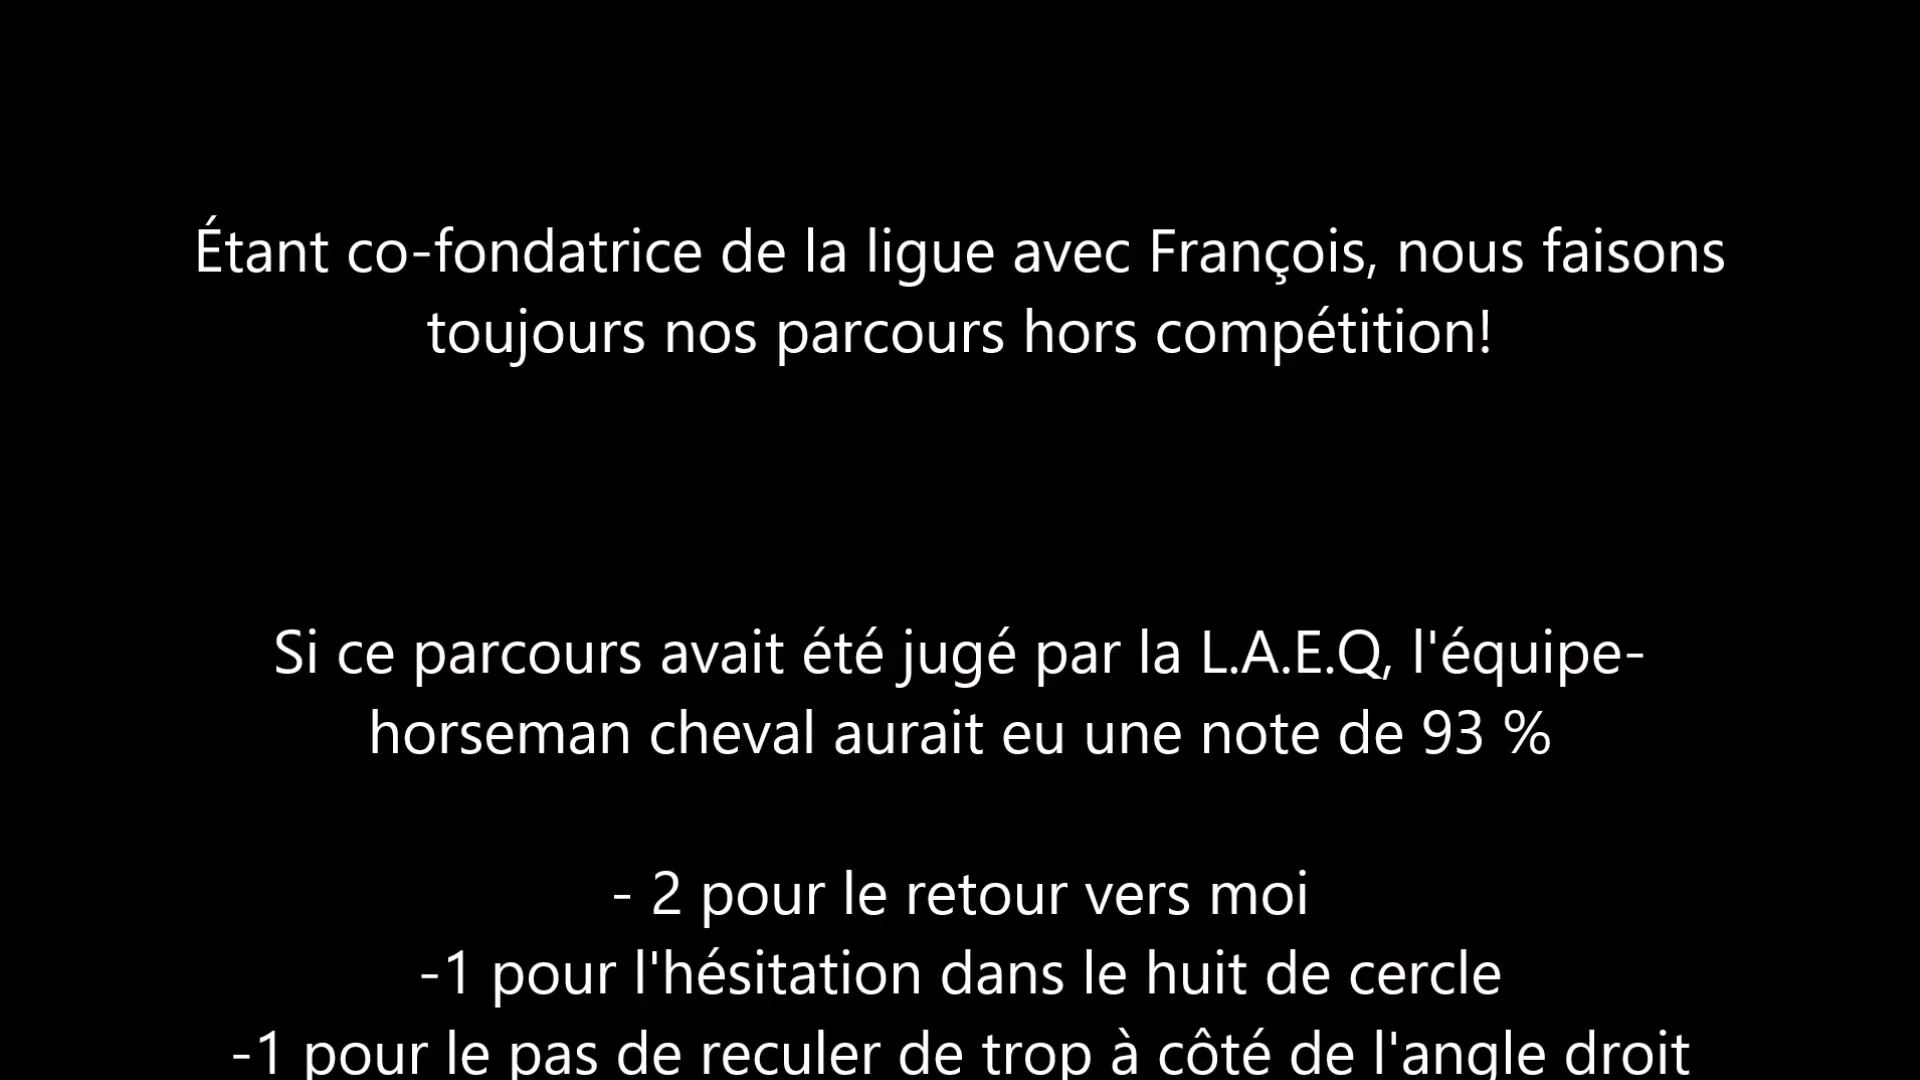 Étant co-fondatrice de la ligue avec François, nous faisons
toujours nos parcours hors compétition!
Si ce parcours avait été jugé par la L.A.E.Q, l'équipe-
horseman cheval aurait eu une note de 93 %
- 2 pour le retour vers moi
-1 pour l'hésitation dans le huit de cercle
-1 pour le pas de reculer de trop à côté de l'angle droit